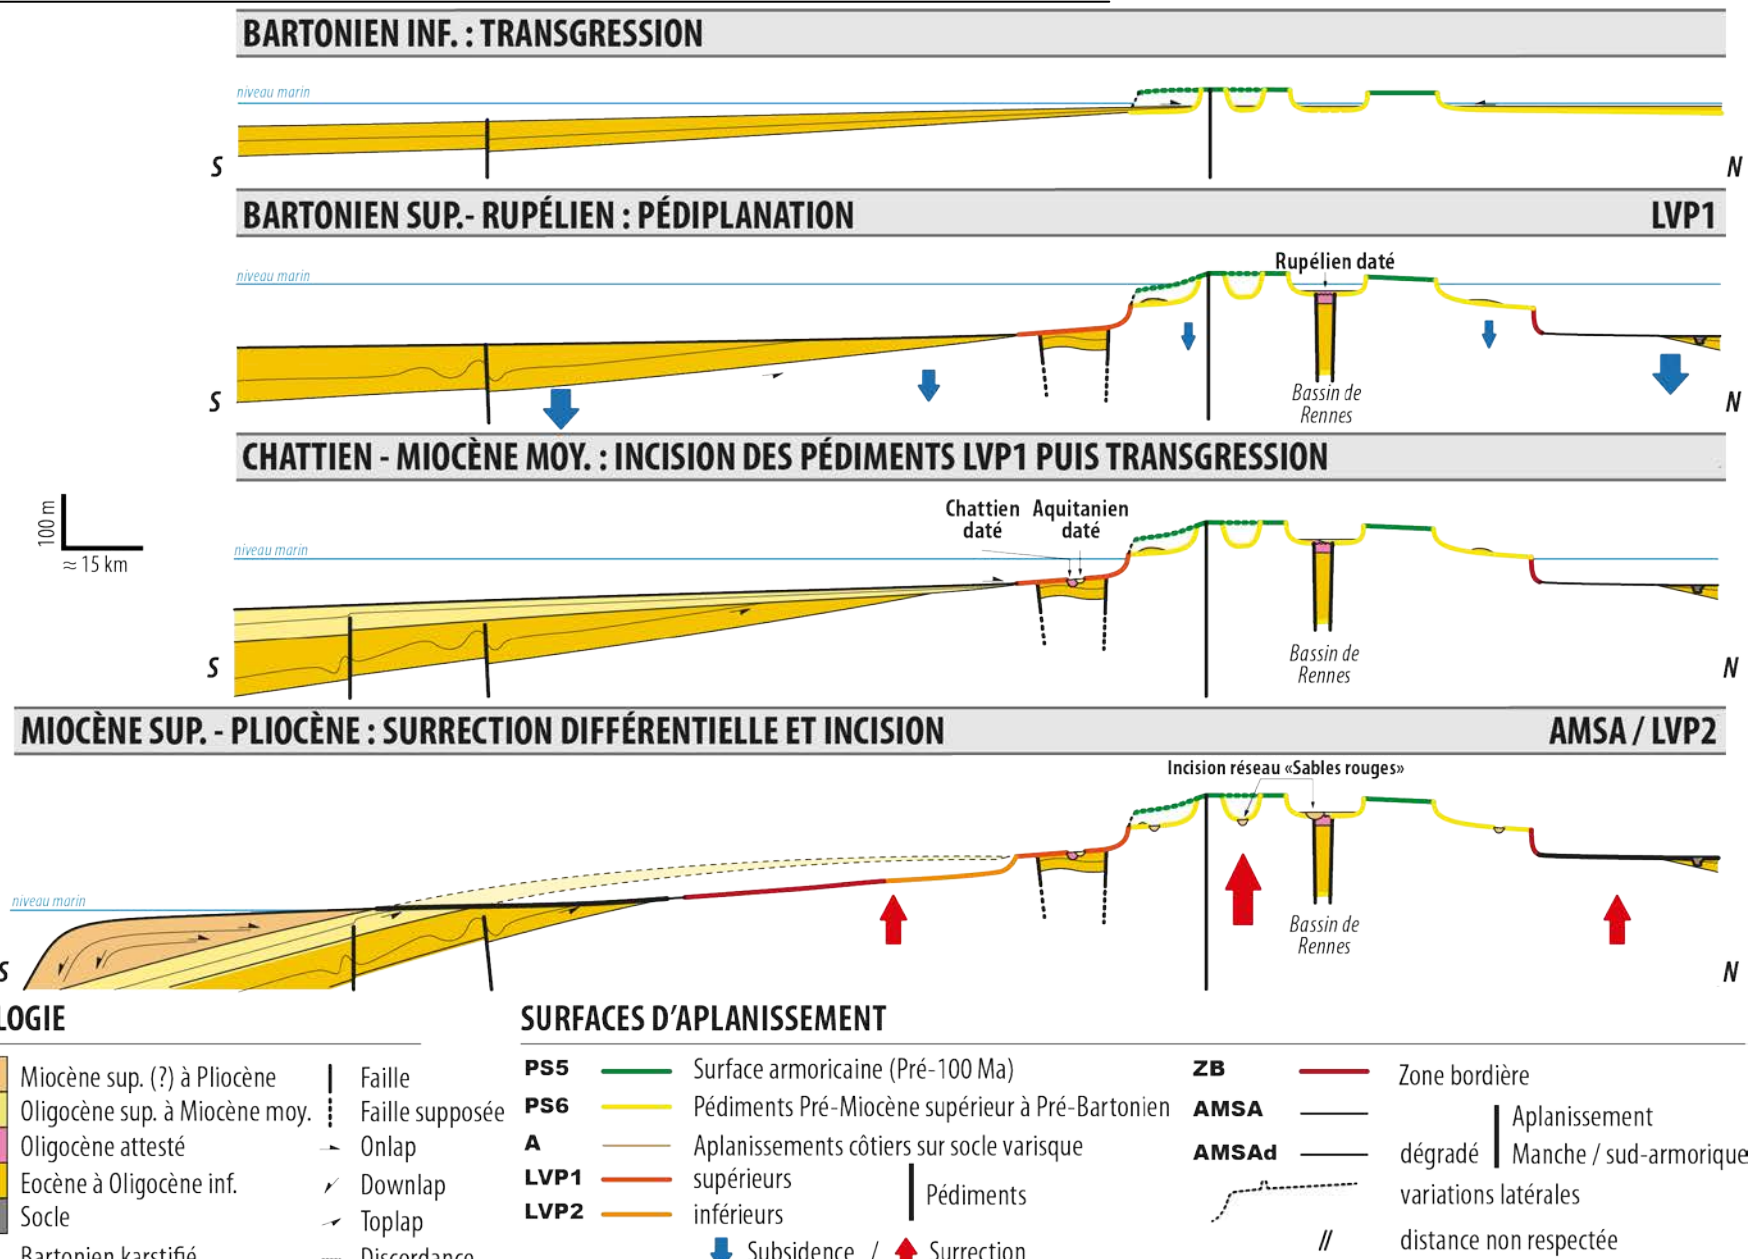 BARTONIEN INF. : TRANSGRESSION
niveau marin
S
N
BARTONIEN SUP.- RUPÉLIEN : PÉDIPLANATION
LVP1
niveau marin
Rupélien daté
Bassin de
Rennes
S
N
CHATTIEN - MIOCÈNE MOY. : INCISION DES PÉDIMENTS LVP1 PUIS TRANSGRESSION
100 m
≈ 15 km
Chattien
daté
Aquitanien
daté
niveau marin
Bassin de
Rennes
S
N
MIOCÈNE SUP. - PLIOCÈNE : SURRECTION DIFFÉRENTIELLE ET INCISION
AMSA / LVP2
Incision réseau «Sables rouges»
niveau marin
Bassin de
Rennes
S
N
LOGIE
Miocène sup. (?) à Pliocène
Oligocène sup. à Miocène moy.
Oligocène attesté
Eocène à Oligocène inf.
Socle
Bartonien karstifié
Faille
Faille supposée
Onlap
Downlap
Toplap
Discordance
SURFACES D'APLANISSEMENT
PS5 Surface armoricaine (Pré-100 Ma)
PS6 Pédiments Pré-Miocène supérieur à Pré-Bartonien
A Aplanissements côtiers sur socle varisque
LVP1 supérieurs
LVP2 inférieurs
Pédiments
Subsidence / Surrection
ZB Zone bordière
AMSA
AMSAd dégradé
Aplanissement
Manche / sud-armorique
variations latérales
// distance non respectée